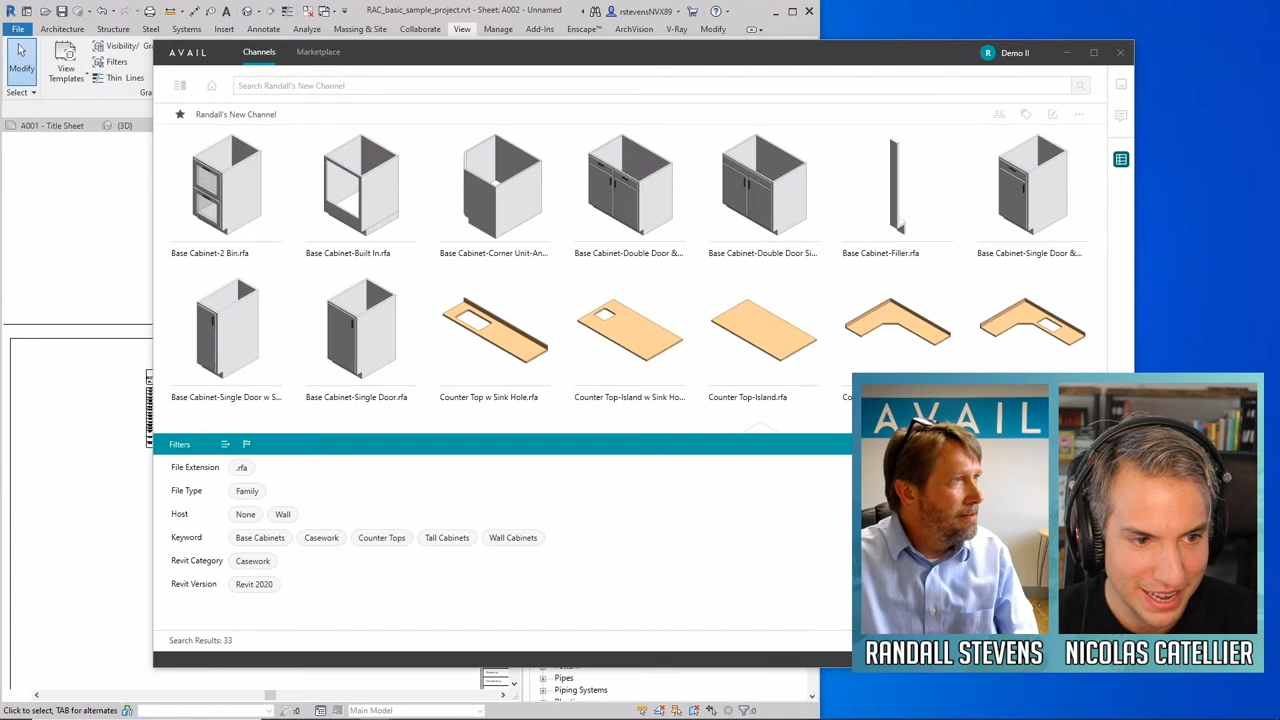 RAC_basic_sample_project.rvt - Sheet: A002 - Unnamed
rstevensNVX89
File Architecture Structure Steel Systems Insert Annotate Analyze Massing & Site Collaborate View Manage Add-Ins Enscape™ ArchVision V-Ray Modify
Modify
View
Templates
Visibility/ Gra
Filters
Thin Lines
Select
Gra
A001 - Title Sheet
{3D}
AVAIL
Channels
Marketplace
R
Demo II
Search Randall's New Channel
Randall's New Channel
Base Cabinet-2 Bin.rfa
Base Cabinet-Built In.rfa
Base Cabinet-Corner Unit-An...
Base Cabinet-Double Door &...
Base Cabinet-Double Door Si...
Base Cabinet-Filler.rfa
Base Cabinet-Single Door &...
Base Cabinet-Single Door w S...
Base Cabinet-Single Door.rfa
Counter Top w Sink Hole.rfa
Counter Top-Island w Sink Ho...
Counter Top-Island.rfa
Filters
File Extension .rfa
File Type Family
Host None Wall
Keyword Base Cabinets Casework Counter Tops Tall Cabinets Wall Cabinets
Revit Category Casework
Revit Version Revit 2020
Search Results: 33
AVAIL
RANDALL STEVENS
NICOLAS CATELLIER
Pipes
Piping Systems
Click to select, TAB for alternates
:0
Main Model
:0